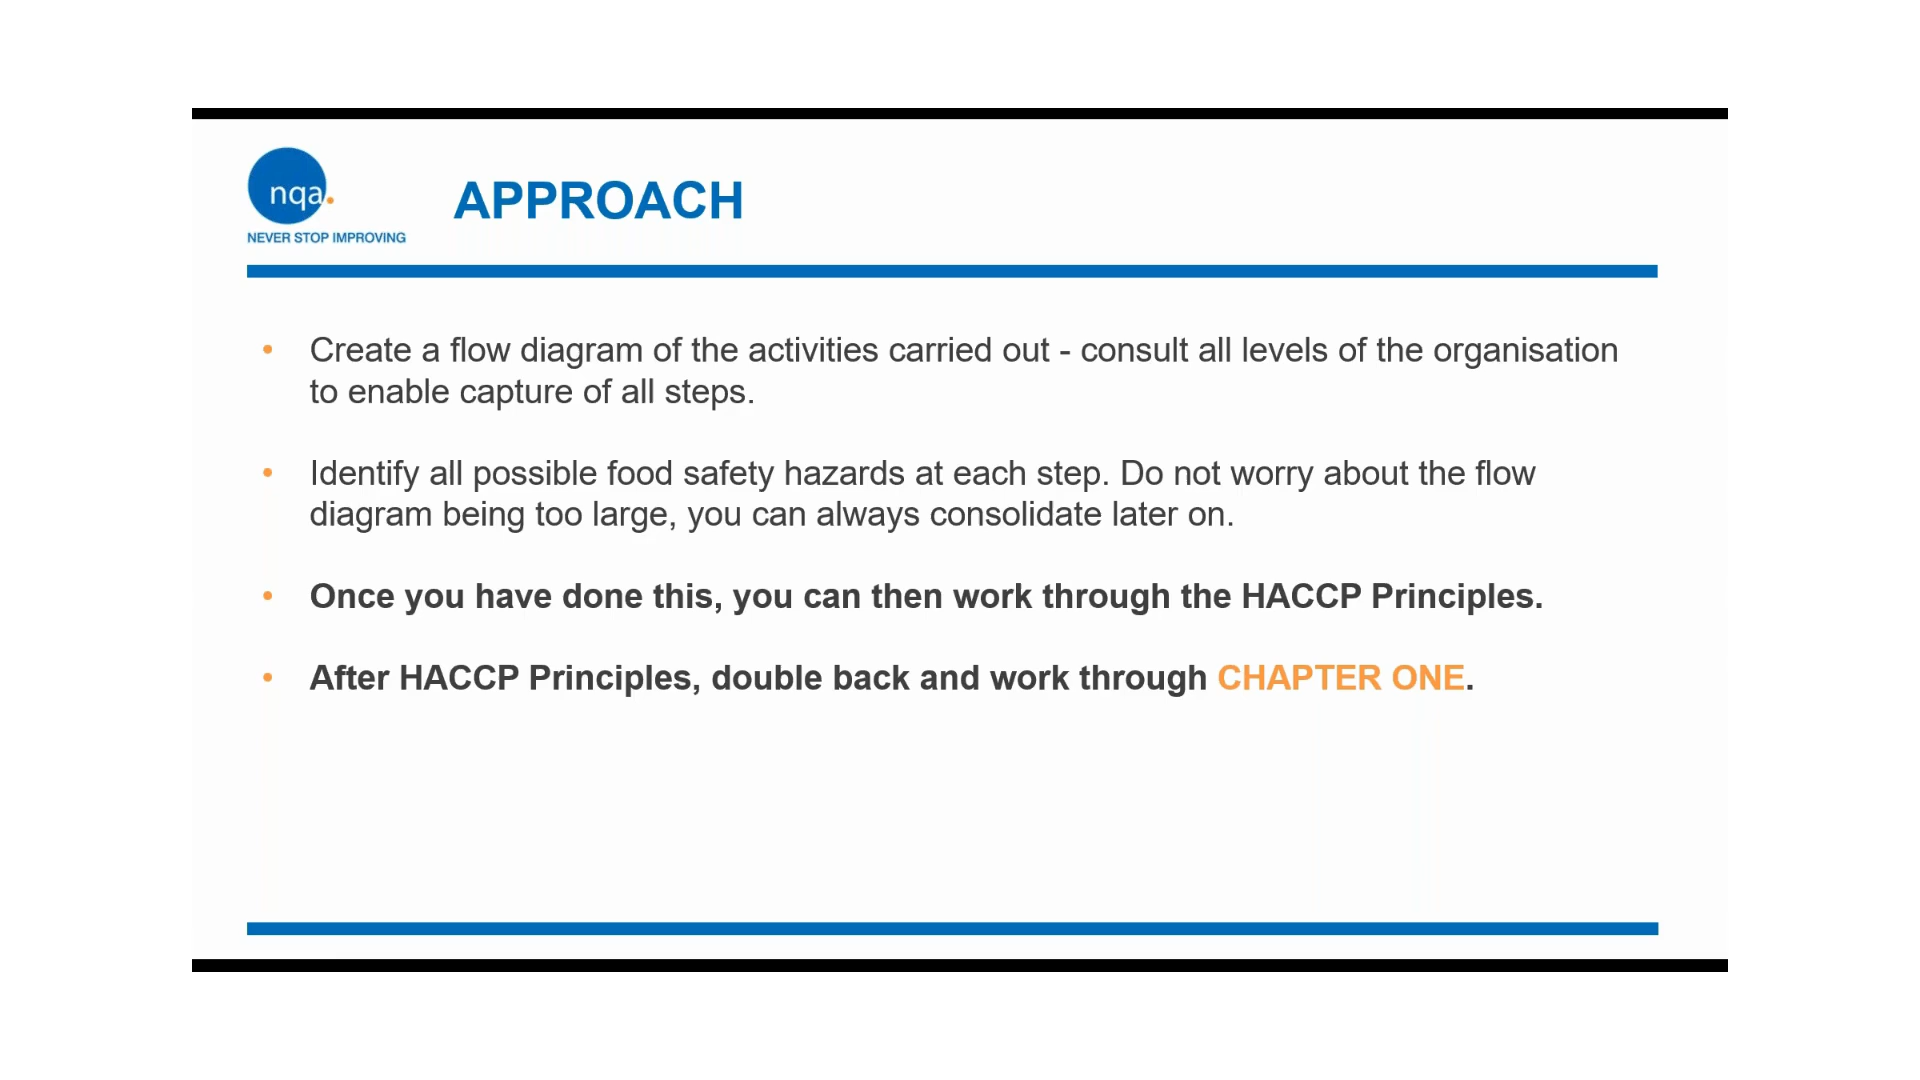 nqa.
NEVER STOP IMPROVING
APPROACH
• Create a flow diagram of the activities carried out - consult all levels of the organisation
to enable capture of all steps.
• Identify all possible food safety hazards at each step. Do not worry about the flow
diagram being too large, you can always consolidate later on.
• Once you have done this, you can then work through the HACCP Principles.
• After HACCP Principles, double back and work through CHAPTER ONE.